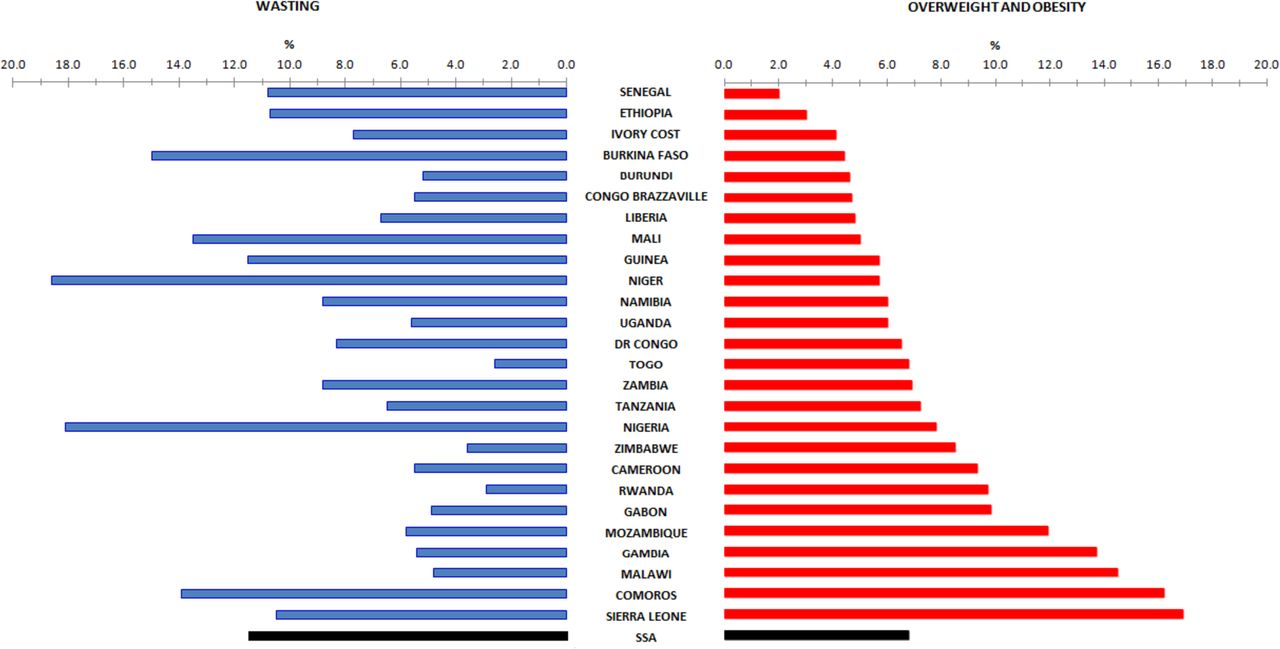 WASTING
OVERWEIGHT AND OBESITY
%
%
20.0 18.0 16.0 14.0 12.0 10.0 8.0 6.0 4.0 2.0 0.0
0.0 2.0 4.0 6.0 8.0 10.0 12.0 14.0 16.0 18.0 20.0
SENEGAL
ETHIOPIA
IVORY COST
BURKINA FASO
BURUNDI
CONGO BRAZZAVILLE
LIBERIA
MALI
GUINEA
NIGER
NAMIBIA
UGANDA
DR CONGO
TOGO
ZAMBIA
TANZANIA
NIGERIA
ZIMBABWE
CAMEROON
RWANDA
GABON
MOZAMBIQUE
GAMBIA
MALAWI
COMOROS
SIERRA LEONE
SSA